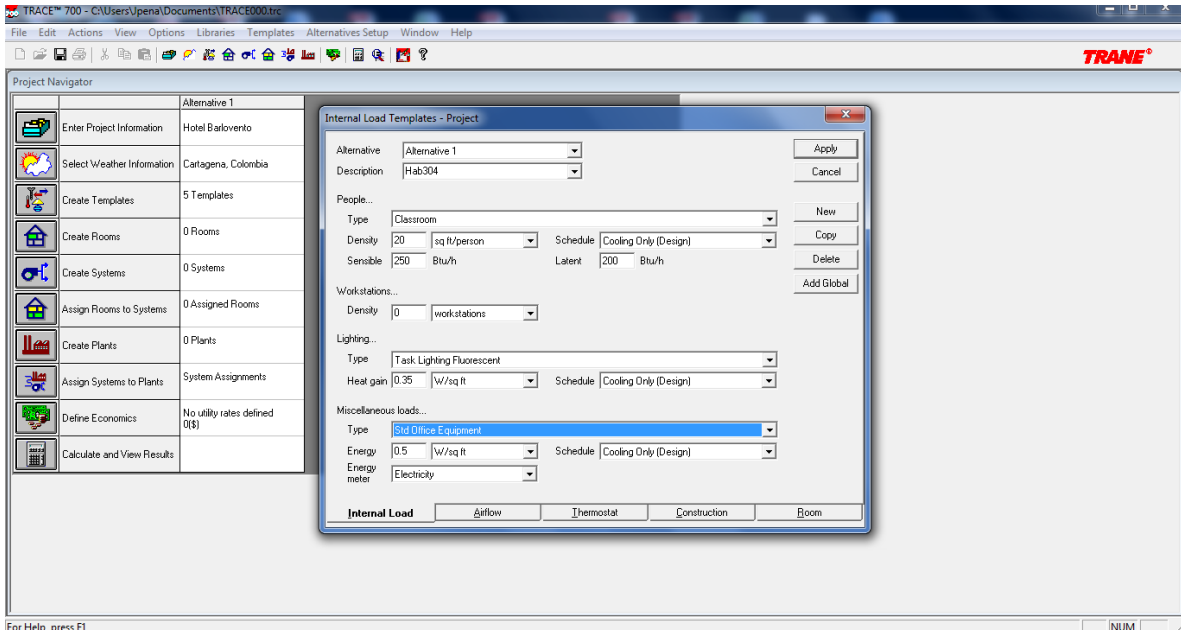 TRACE™ 700 - C:\Users\Jpena\Documents\TRACE000.trc
File Edit Actions View Options Libraries Templates Alternatives Setup Window Help
TRANE®
Project Navigator
Alternative 1
Enter Project Information Hotel Barlovento
Select Weather Information Cartagena, Colombia
Create Templates 5 Templates
Create Rooms 0 Rooms
Create Systems 0 Systems
Assign Rooms to Systems 0 Assigned Rooms
Create Plants 0 Plants
Assign Systems to Plants System Assignments
Define Economics No utility rates defined
0($)
Calculate and View Results
Internal Load Templates - Project
Alternative Alternative 1 Apply
Description Hab304 Cancel
People...
Type Classroom New
Density 20 sq ft/person Schedule Cooling Only (Design) Copy
Sensible 250 Btu/h Latent 200 Btu/h Delete
Add Global
Workstations...
Density 0 workstations
Lighting...
Type Task Lighting Fluorescent
Heat gain 0.35 W/sq ft Schedule Cooling Only (Design)
Miscellaneous loads...
Type Std Office Equipment
Energy 0.5 W/sq ft Schedule Cooling Only (Design)
Energy
meter Electricity
Internal Load Airflow Thermostat Construction Room
For Help, press F1 NUM